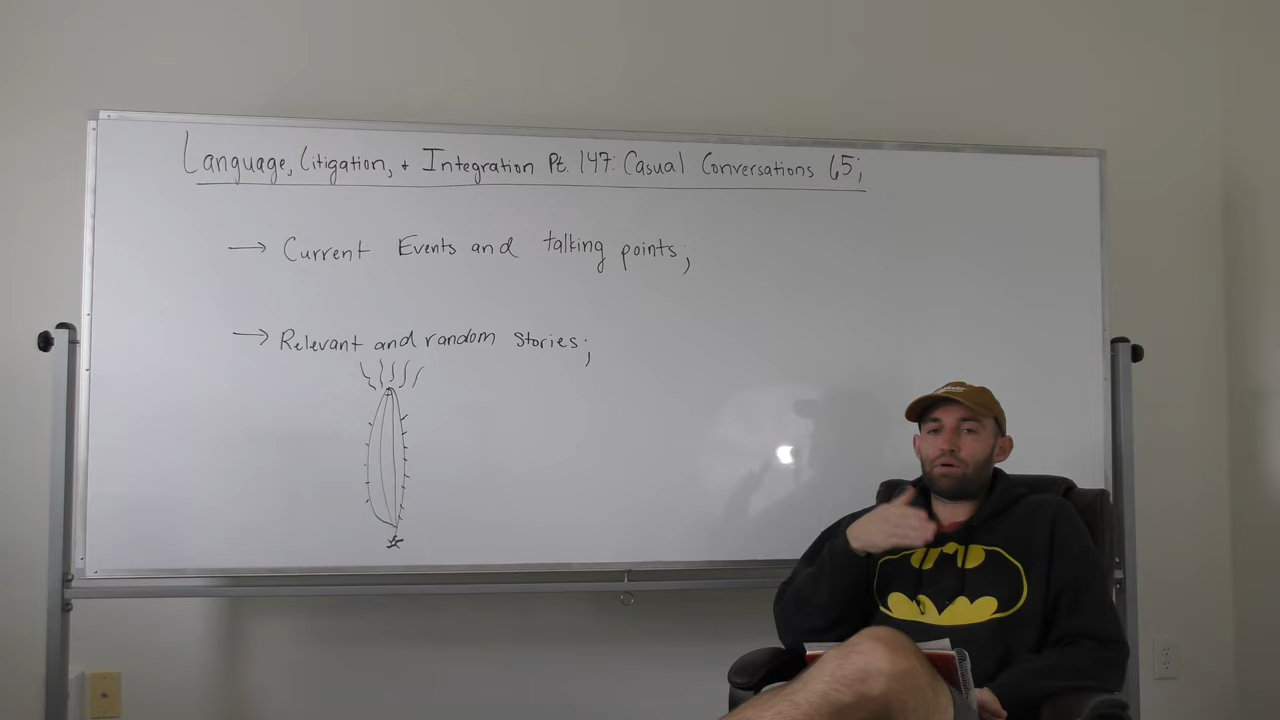 Language, Litigation, + Integration Pt. 147: Casual Conversations 65;
→ Current Events and talking points;
→ Relevant and random stories;